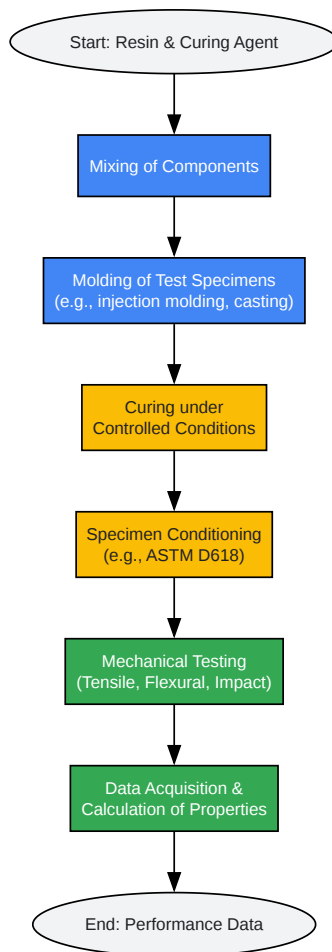 Start: Resin & Curing Agent
Mixing of Components
Molding of Test Specimens
(e.g., injection molding, casting)
Curing under
Controlled Conditions
Specimen Conditioning
(e.g., ASTM D618)
Mechanical Testing
(Tensile, Flexural, Impact)
Data Acquisition &
Calculation of Properties
End: Performance Data